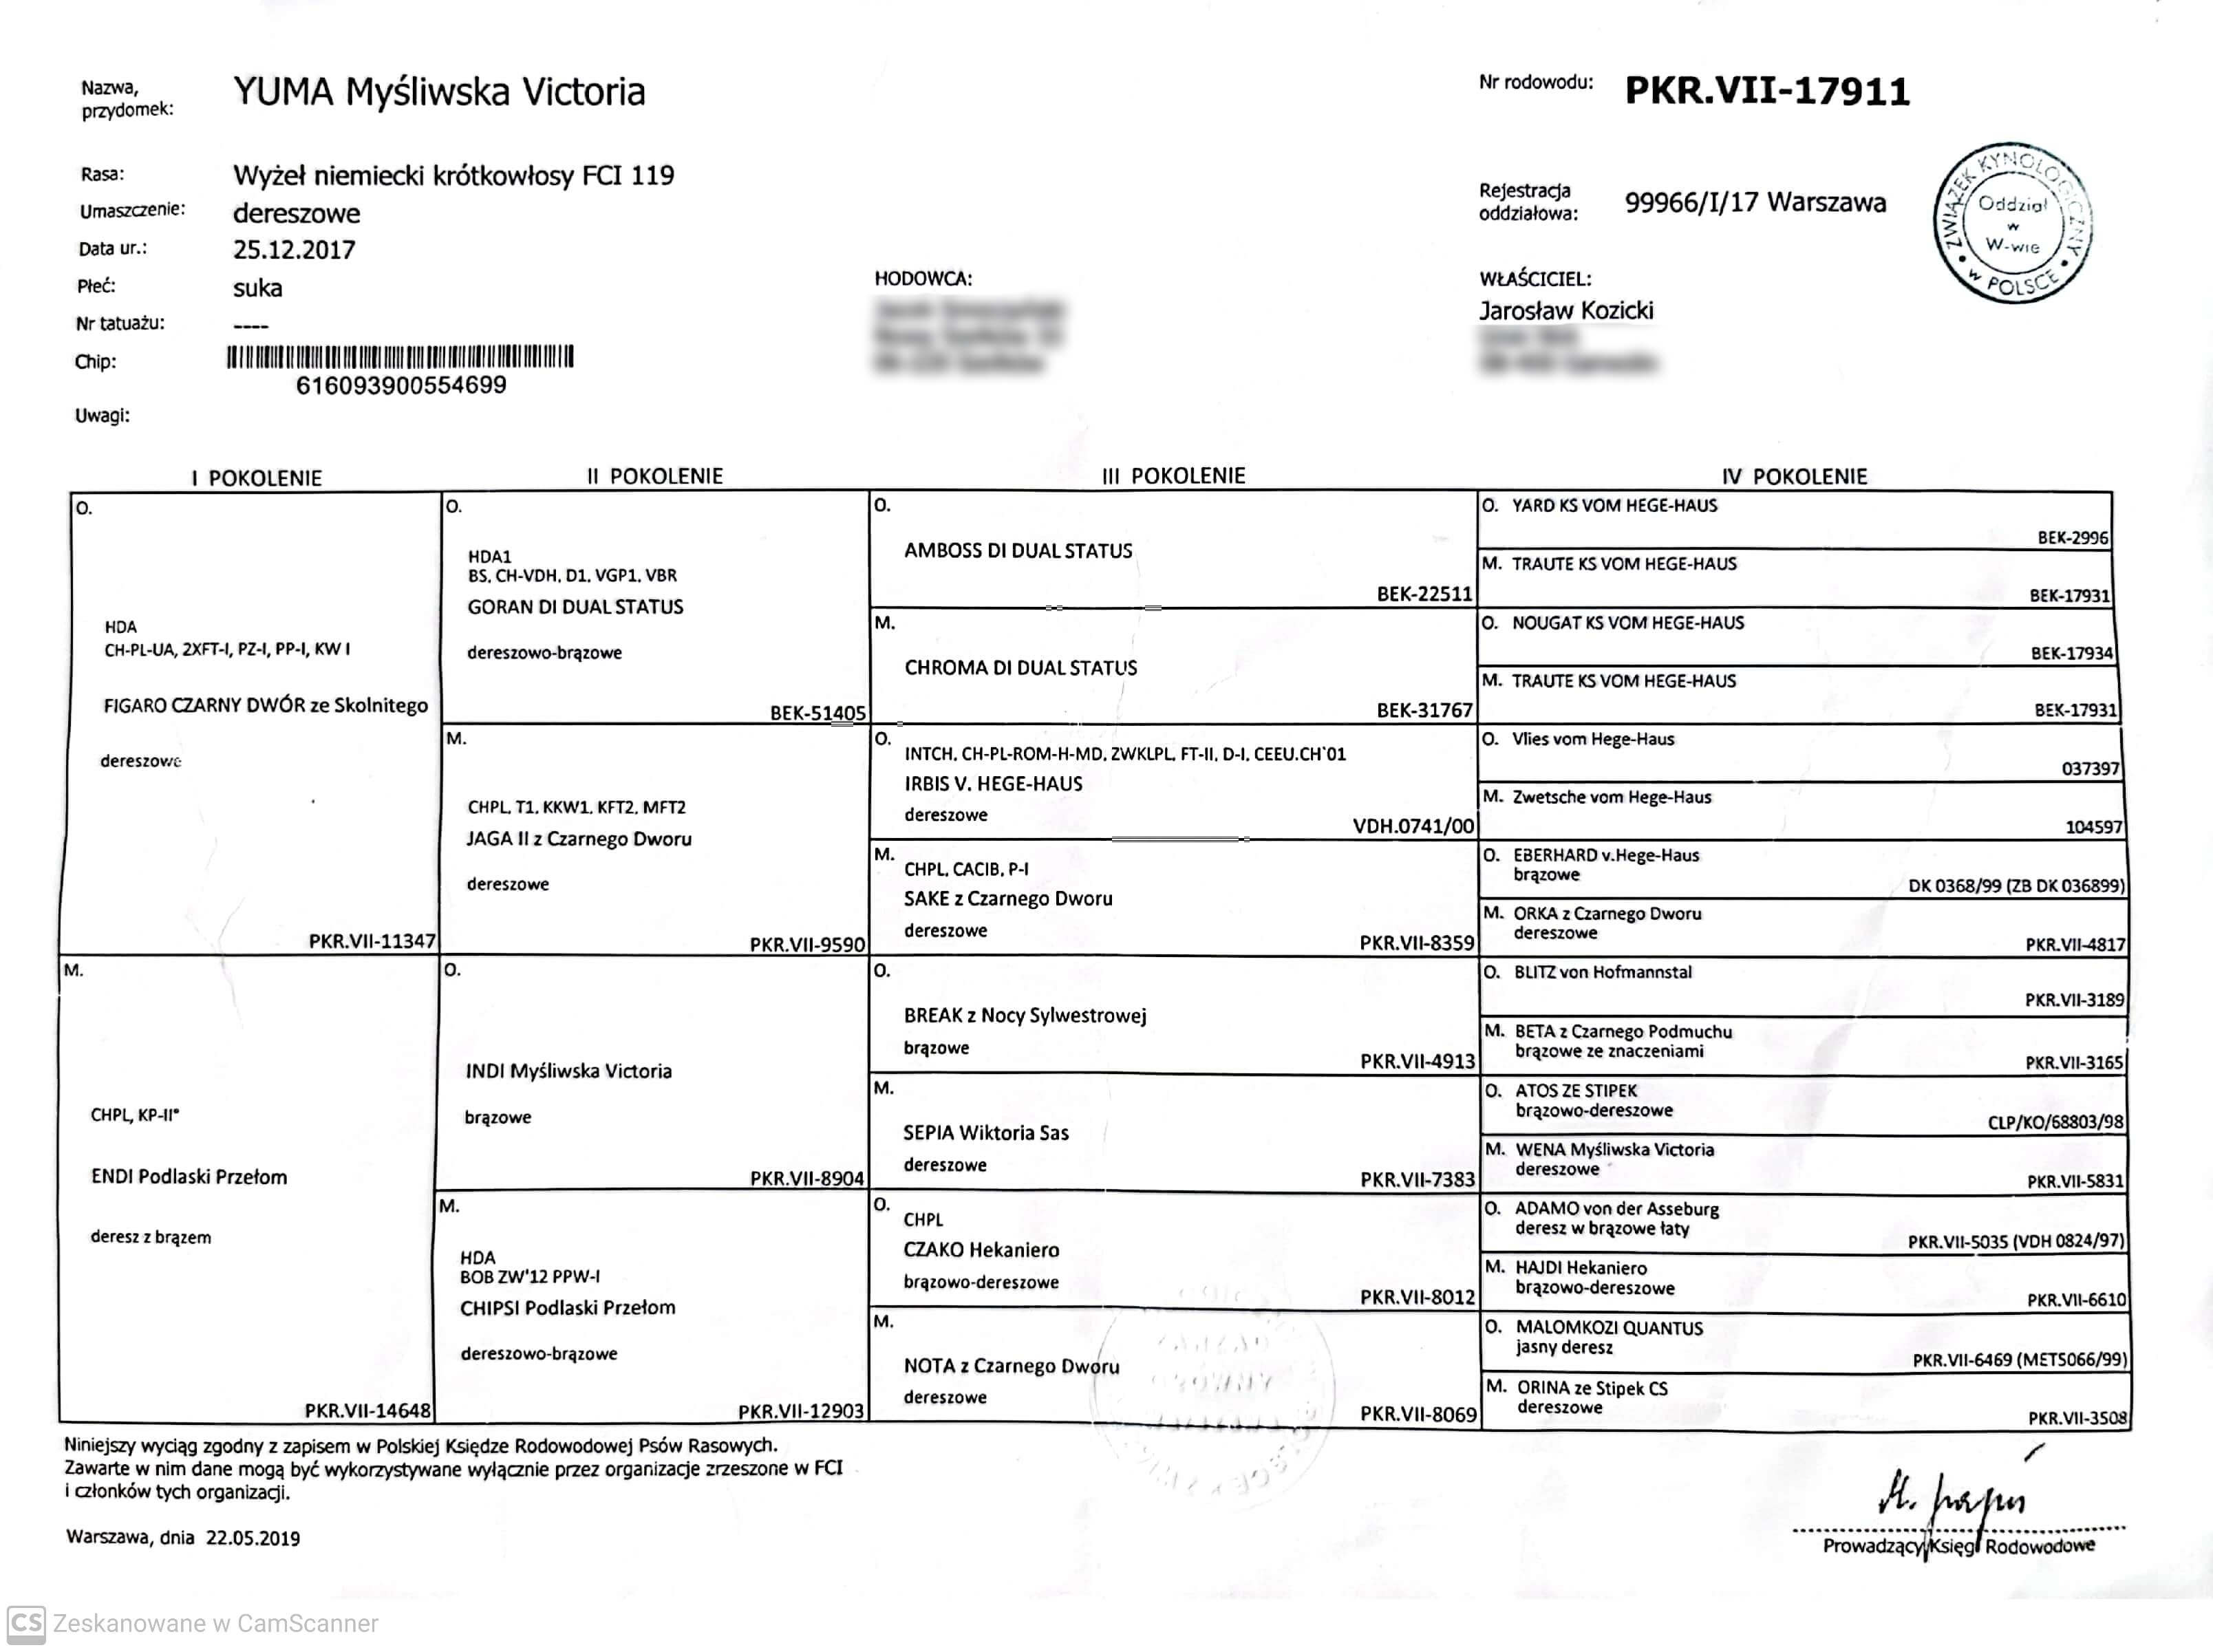 Nazwa,
przydomek:
YUMA Myśliwska Victoria
Nr rodowodu:
PKR.VII-17911
Rasa:
Wyżeł niemiecki krótkowłosy FCI 119
Umaszczenie:
dereszowe
Data ur.:
25.12.2017
Płeć:
suka
Nr tatuażu:
----
Chip:
616093900554699
Uwagi:
HODOWCA:
Rejestracja
oddziałowa:
99966/I/17 Warszawa
WŁAŚCICIEL:
Jarosław Kozicki
ZWIĄZEK KYNOLOGICZNY
w POLSCE
Oddział
w
W-wie
I POKOLENIE
II POKOLENIE
III POKOLENIE
IV POKOLENIE
O.
HDA
CH-PL-UA, 2XFT-I, PZ-I, PP-I, KW I
FIGARO CZARNY DWÓR ze Skolnitego
dereszowe
PKR.VII-11347
M.
CHPL, KP-II°
ENDI Podlaski Przełom
deresz z brązem
PKR.VII-14648
O.
HDA1
BS, CH-VDH, D1, VGP1, VBR
GORAN DI DUAL STATUS
dereszowo-brązowe
BEK-51405
M.
CHPL, T1, KKW1, KFT2, MFT2
JAGA II z Czarnego Dworu
dereszowe
PKR.VII-9590
O.
INDI Myśliwska Victoria
brązowe
PKR.VII-8904
M.
HDA
BOB ZW'12 PPW-I
CHIPSI Podlaski Przełom
dereszowo-brązowe
PKR.VII-12903
O.
AMBOSS DI DUAL STATUS
BEK-22511
M.
CHROMA DI DUAL STATUS
BEK-31767
O.
INTCH, CH-PL-ROM-H-MD, ZWKLPL, FT-II, D-I, CEEU.CH`01
IRBIS V. HEGE-HAUS
dereszowe
VDH.0741/00
M.
CHPL, CACIB, P-I
SAKE z Czarnego Dworu
dereszowe
PKR.VII-8359
O.
BREAK z Nocy Sylwestrowej
brązowe
PKR.VII-4913
M.
SEPIA Wiktoria Sas
dereszowe
PKR.VII-7383
O.
CHPL
CZAKO Hekaniero
brązowo-dereszowe
PKR.VII-8012
M.
NOTA z Czarnego Dworu
dereszowe
PKR.VII-8069
O. YARD KS VOM HEGE-HAUS
BEK-2996
M. TRAUTE KS VOM HEGE-HAUS
BEK-17931
O. NOUGAT KS VOM HEGE-HAUS
BEK-17934
M. TRAUTE KS VOM HEGE-HAUS
BEK-17931
O. Vlies vom Hege-Haus
037397
M. Zwetsche vom Hege-Haus
104597
O. EBERHARD v.Hege-Haus
brązowe
DK 0368/99 (ZB DK 036899)
M. ORKA z Czarnego Dworu
dereszowe
PKR.VII-4817
O. BLITZ von Hofmannstal
PKR.VII-3189
M. BETA z Czarnego Podmuchu
brązowe ze znaczeniami
PKR.VII-3165
O. ATOS ZE STIPEK
brązowo-dereszowe
CLP/KO/68803/98
M. WENA Myśliwska Victoria
dereszowe
PKR.VII-5831
O. ADAMO von der Asseburg
deresz w brązowe łaty
PKR.VII-5035 (VDH 0824/97)
M. HAJDI Hekaniero
brązowo-dereszowe
PKR.VII-6610
O. MALOMKOZI QUANTUS
jasny deresz
PKR.VII-6469 (MET5066/99)
M. ORINA ze Stipek CS
dereszowe
PKR.VII-3508
Niniejszy wyciąg zgodny z zapisem w Polskiej Księdze Rodowodowej Psów Rasowych.
Zawarte w nim dane mogą być wykorzystywane wyłącznie przez organizacje zrzeszone w FCI
i członków tych organizacji.
Warszawa, dnia 22.05.2019
Prowadzący Księgi Rodowodowe
CS Zeskanowane w CamScanner